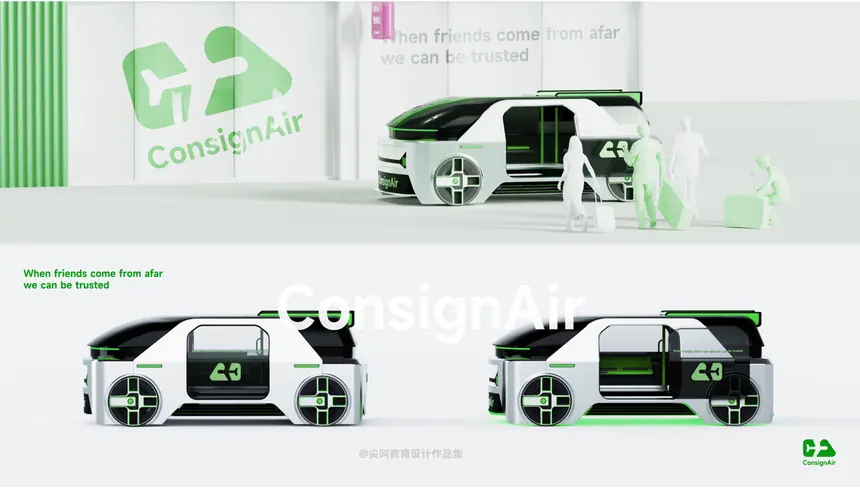 When friends come from afar
we can be trusted
ConsignAir
ConsignAir
When friends come from afar
we can be trusted
ConsignAir
@尖叫教育设计作品集
ConsignAir